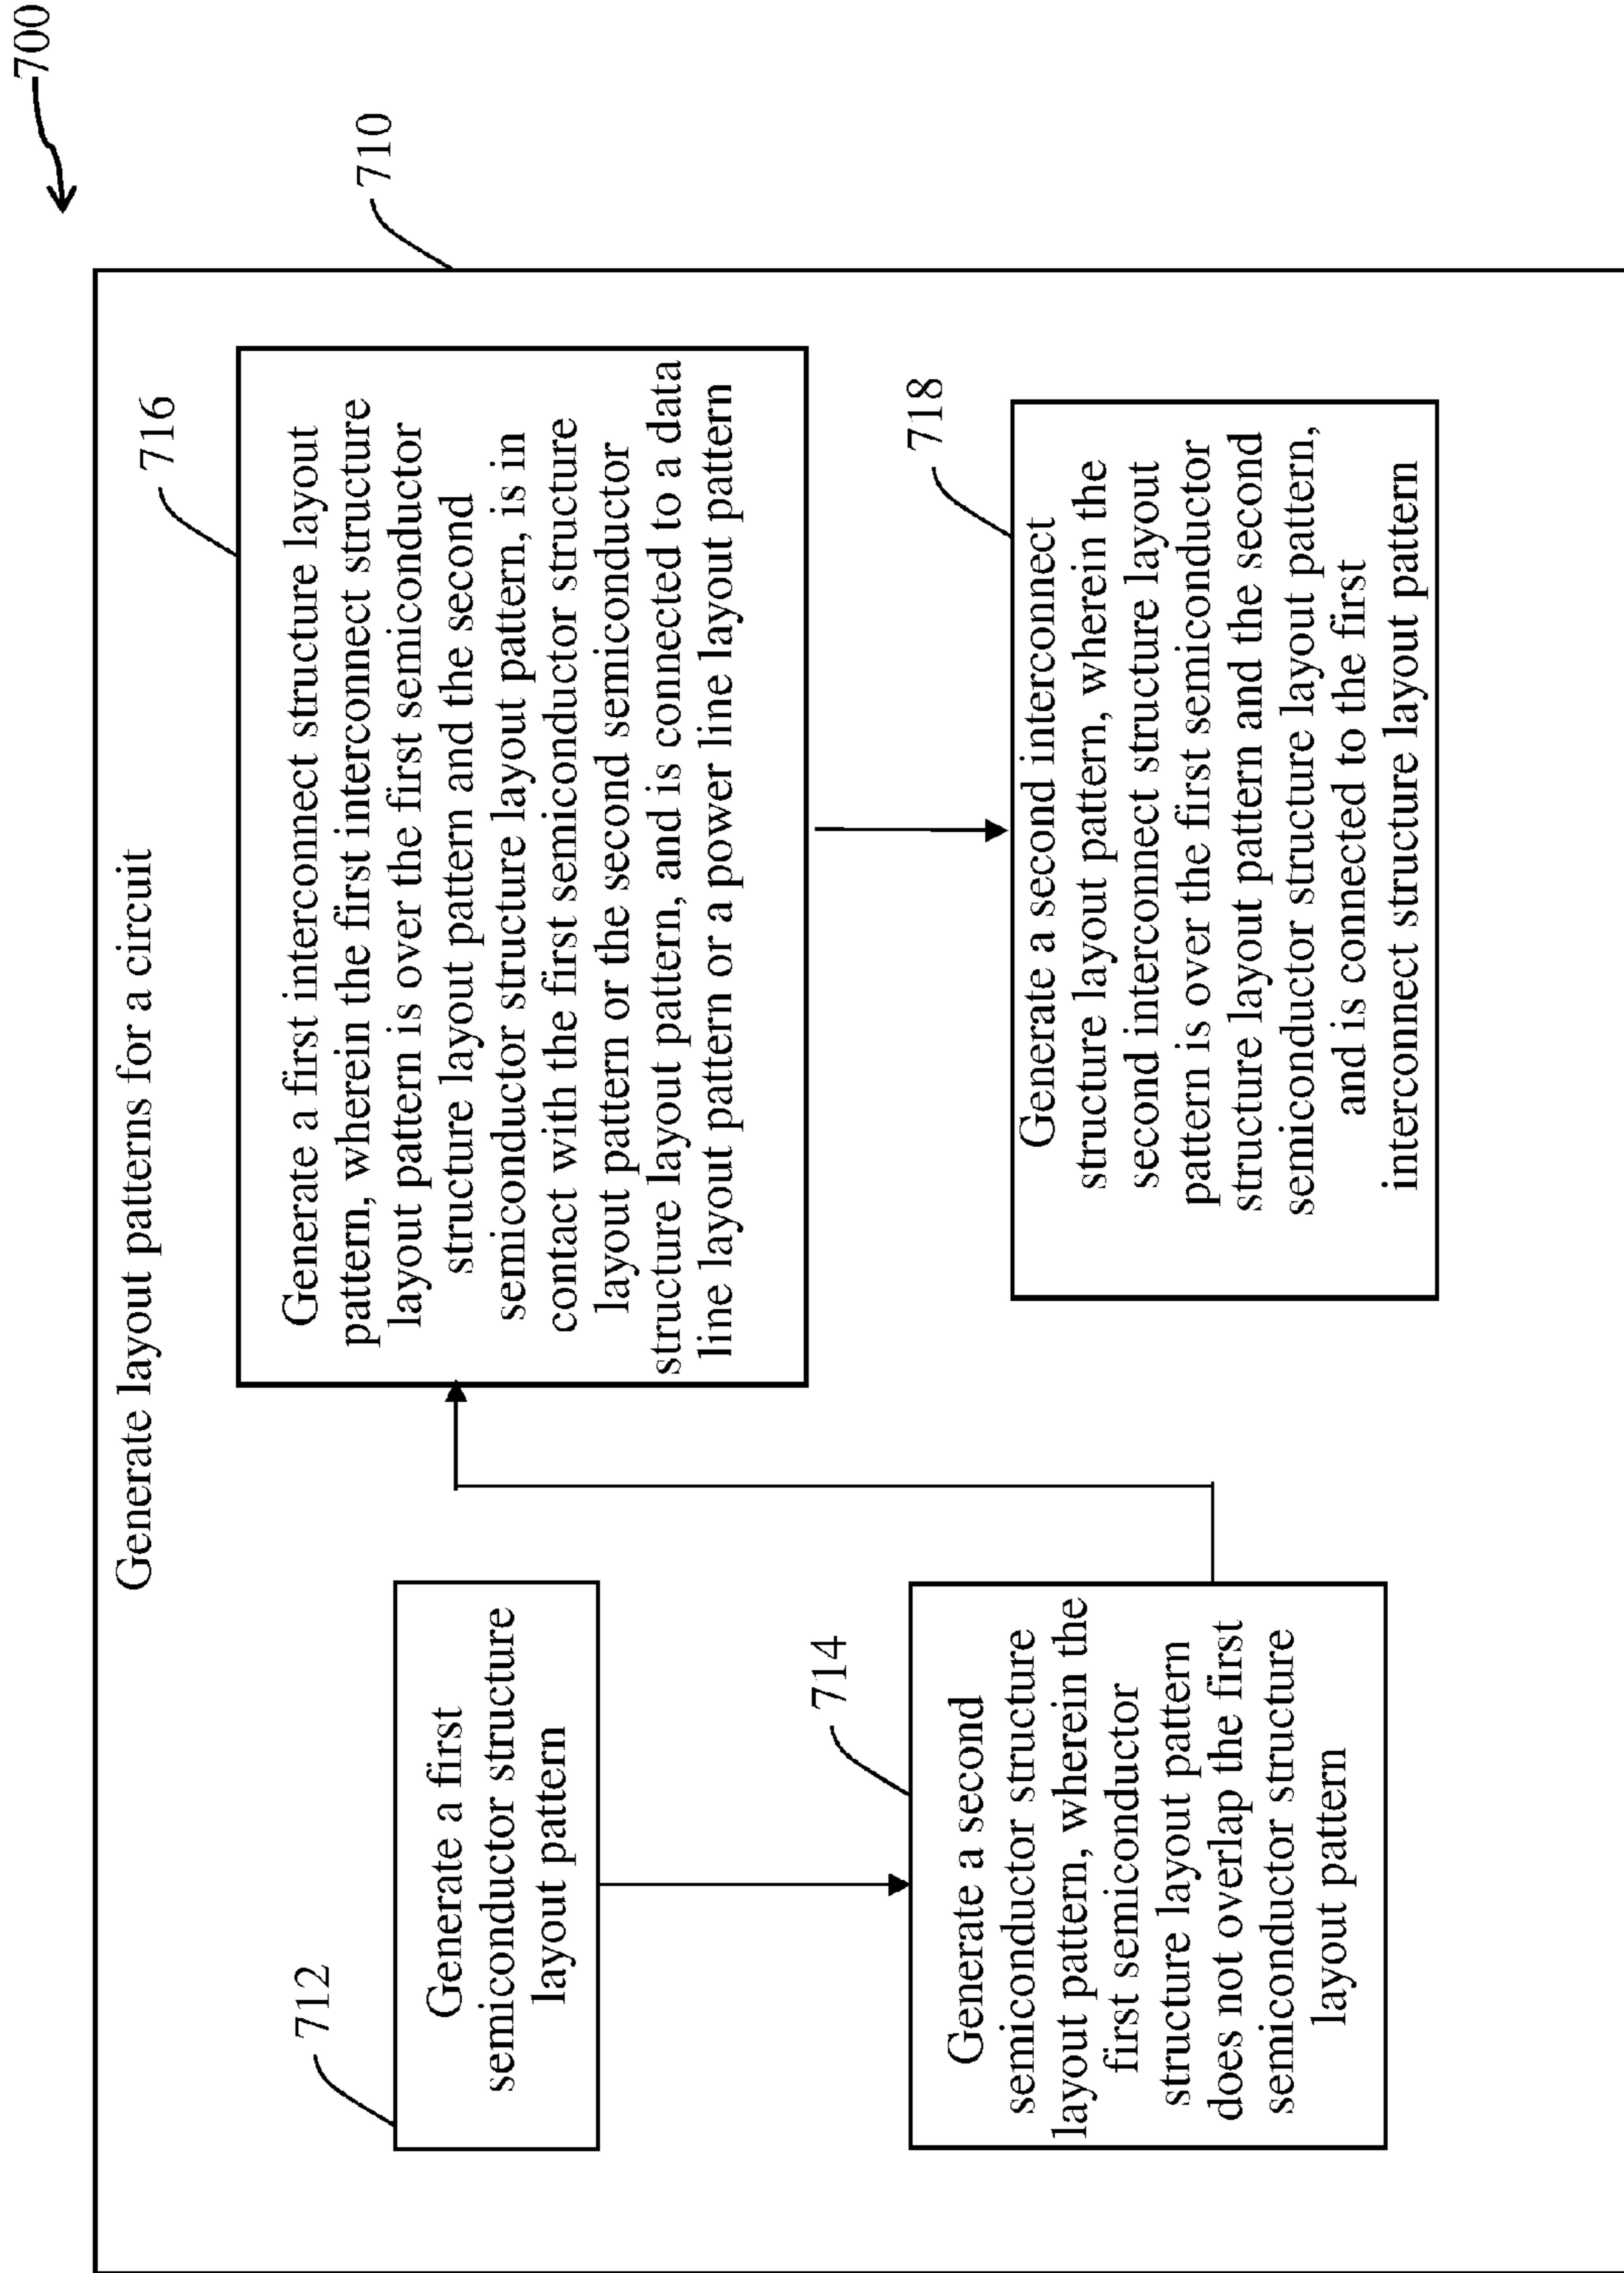 700
710
Generate layout patterns for a circuit
712
Generate a first
semiconductor structure
layout pattern
714
Generate a second
semiconductor structure
layout pattern, wherein the
first semiconductor
structure layout pattern
does not overlap the first
semiconductor structure
layout pattern
716
Generate a first interconnect structure layout
pattern, wherein the first interconnect structure
layout pattern is over the first semiconductor
structure layout pattern and the second
semiconductor structure layout pattern, is in
contact with the first semiconductor structure
layout pattern or the second semiconductor
structure layout pattern, and is connected to a data
line layout pattern or a power line layout pattern
718
Generate a second interconnect
structure layout pattern, wherein the
second interconnect structure layout
pattern is over the first semiconductor
structure layout pattern and the second
semiconductor structure layout pattern,
and is connected to the first
interconnect structure layout pattern